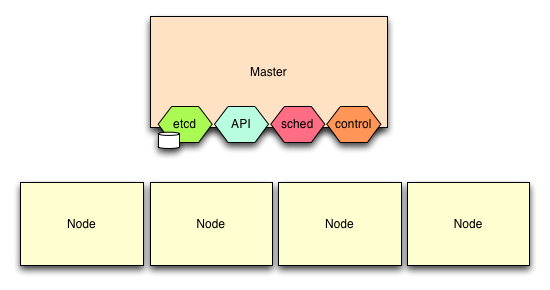 Master
etcd API sched control
Node Node Node Node